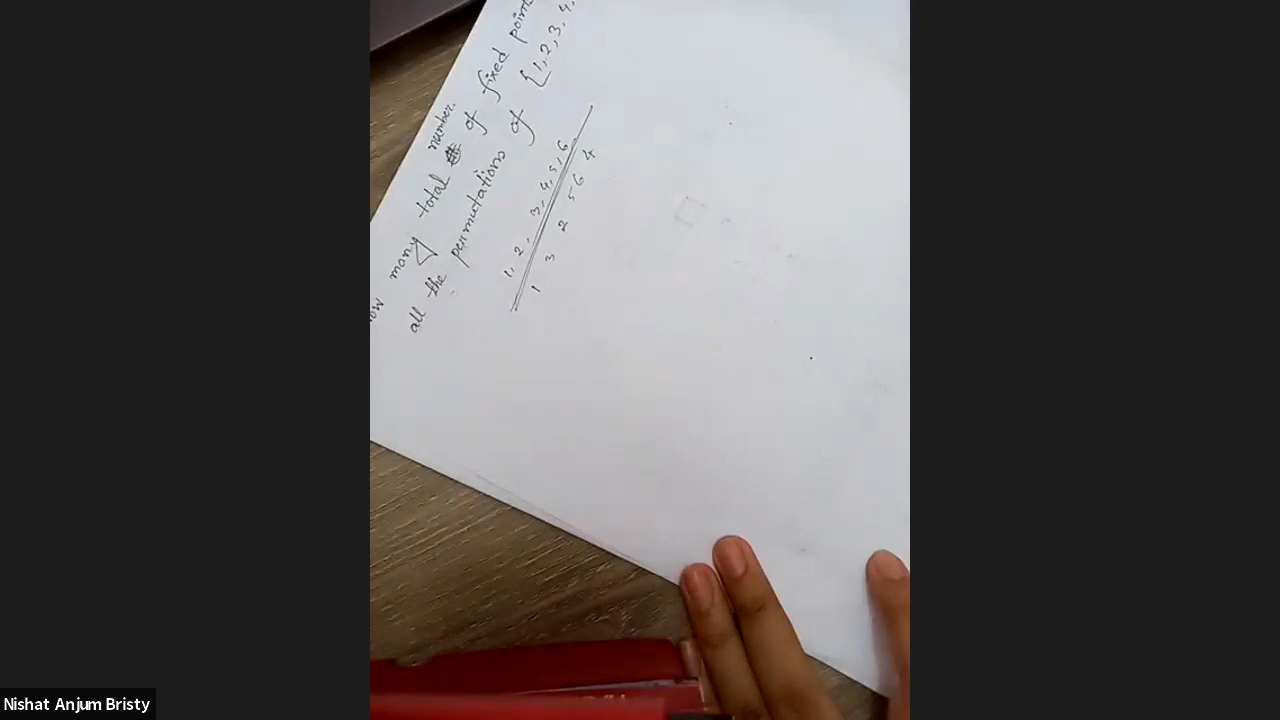 many total number of fixed
all the permutations of {1, 2, 3, 4,
1, 2, 3, 4, 5, 6
1 3 2 5 6 4
Nishat Anjum Bristy